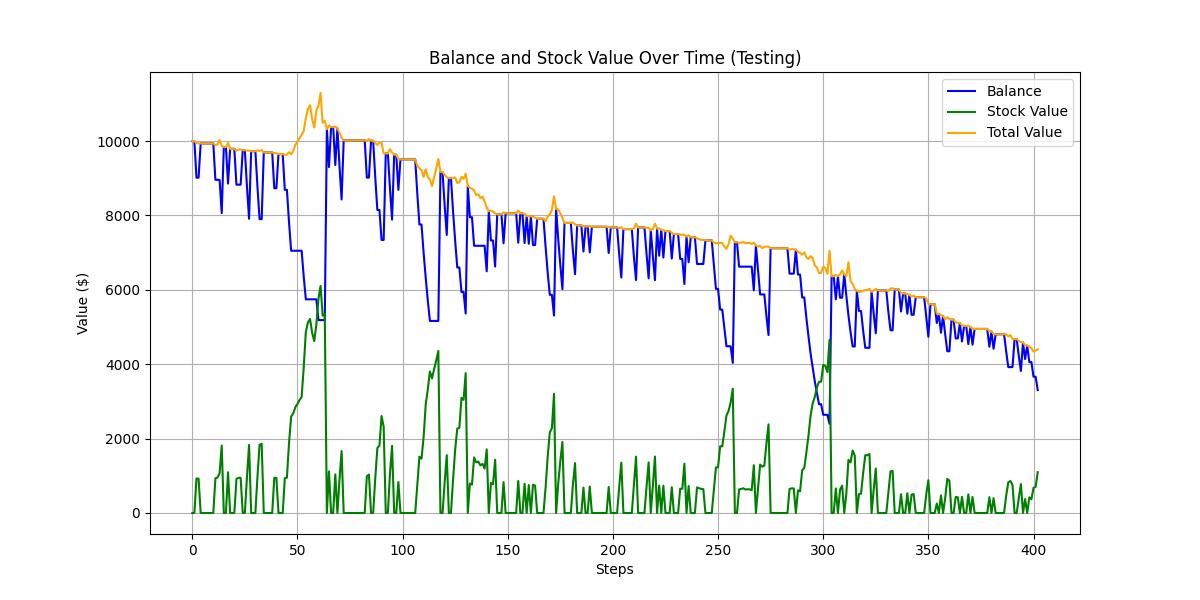 Balance and Stock Value Over Time (Testing)
Balance
Stock Value
Total Value
Value ($)
10000
8000
6000
4000
2000
0
0 50 100 150 200 250 300 350 400
Steps